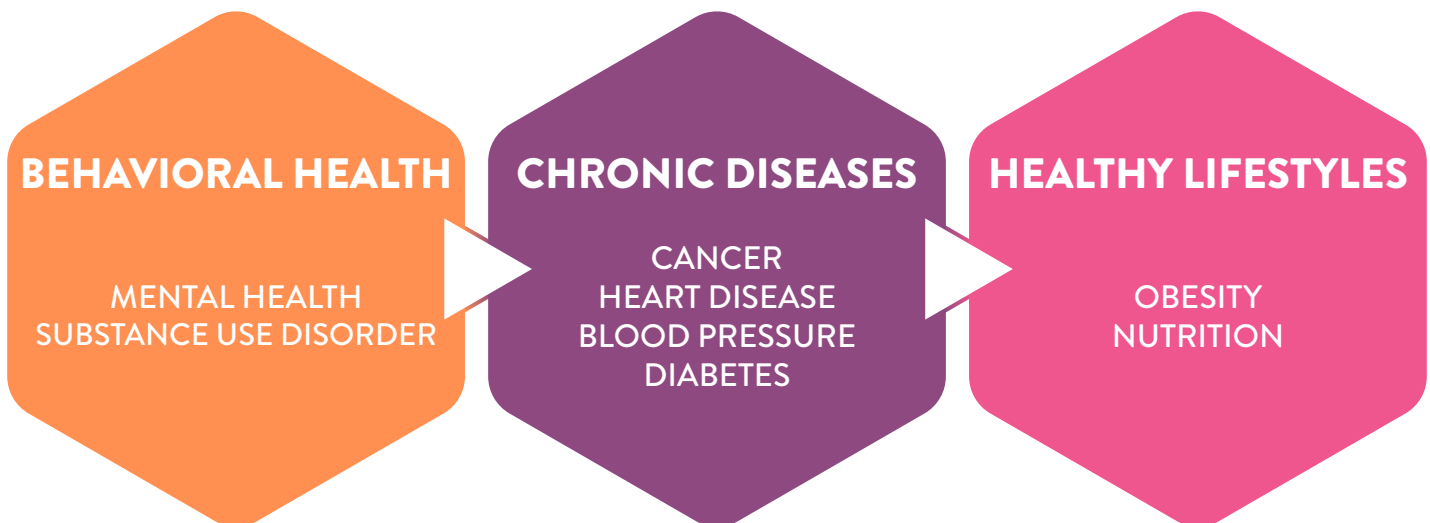 BEHAVIORAL HEALTH
MENTAL HEALTH
SUBSTANCE USE DISORDER
CHRONIC DISEASES
CANCER
HEART DISEASE
BLOOD PRESSURE
DIABETES
HEALTHY LIFESTYLES
OBESITY
NUTRITION